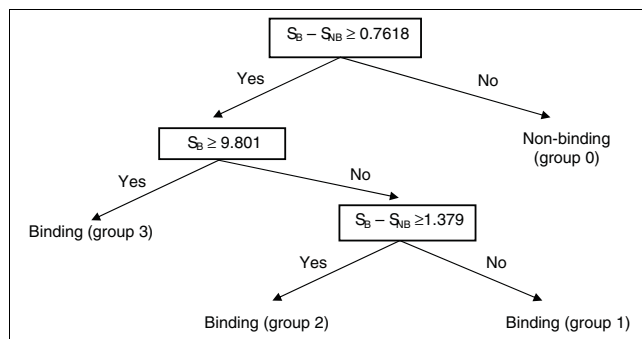 S_B – S_NB ≥ 0.7618
Yes
No
S_B ≥ 9.801
Non-binding
(group 0)
Yes
No
Binding (group 3)
S_B – S_NB ≥1.379
Yes
No
Binding (group 2)
Binding (group 1)